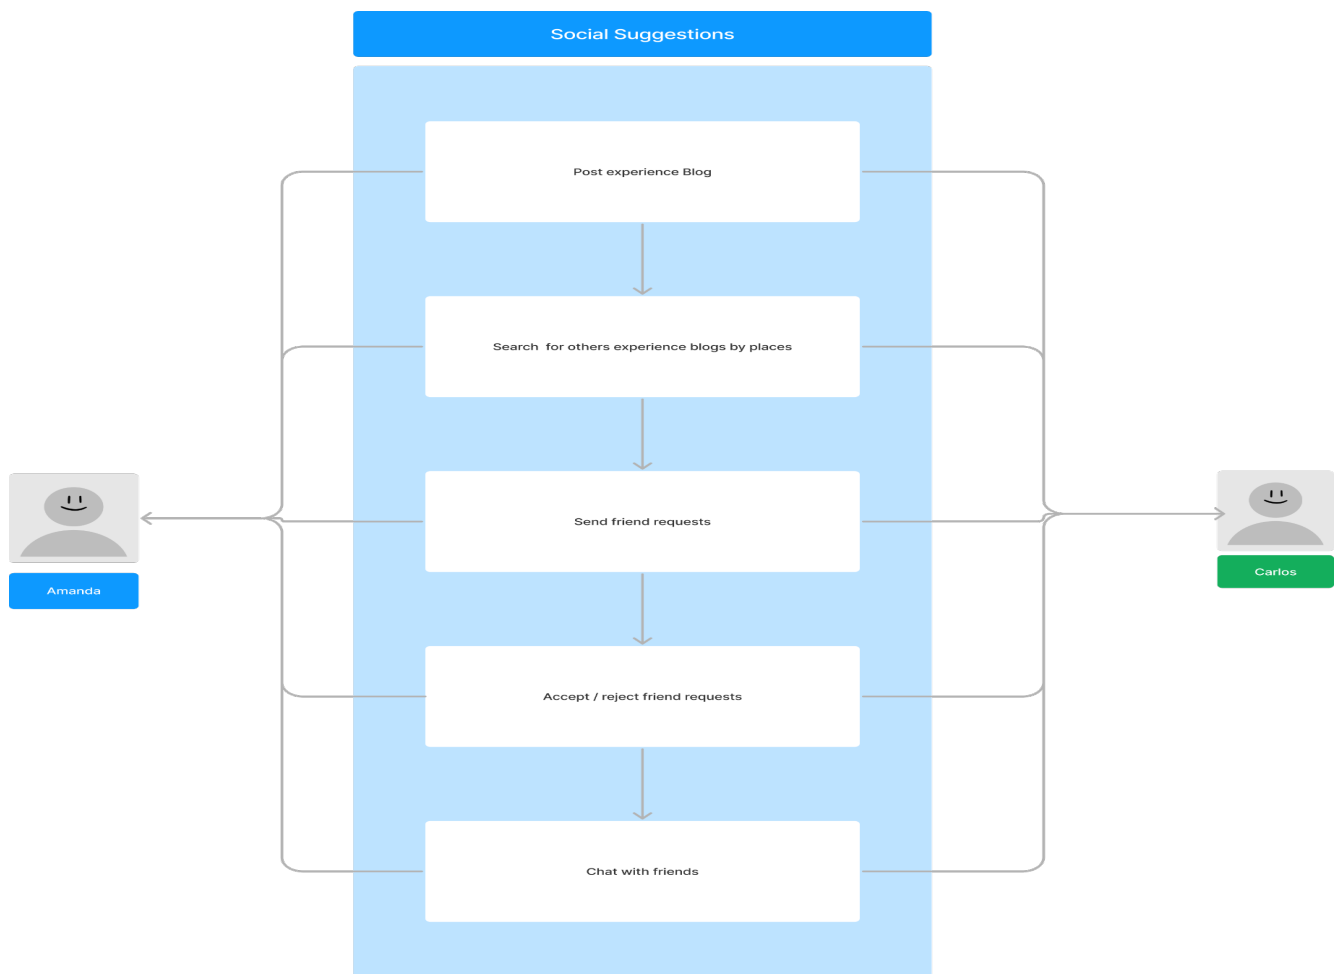 Social Suggestions
Post experience Blog
Search  for others experience blogs by places
Send friend requests
Amanda
Carlos
Accept / reject friend requests
Chat with friends